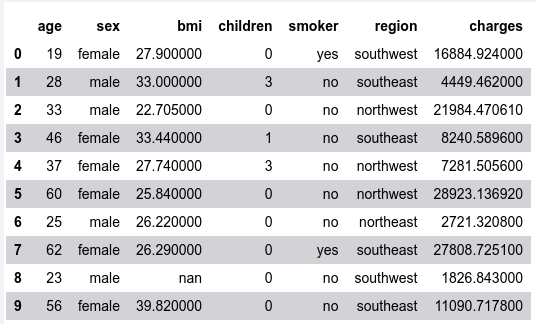 age sex bmi children smoker region charges
0 19 female 27.900000 0 yes southwest 16884.924000
1 28 male 33.000000 3 no southeast 4449.462000
2 33 male 22.705000 0 no northwest 21984.470610
3 46 female 33.440000 1 no southeast 8240.589600
4 37 female 27.740000 3 no northwest 7281.505600
5 60 female 25.840000 0 no northwest 28923.136920
6 25 male 26.220000 0 no northeast 2721.320800
7 62 female 26.290000 0 yes southeast 27808.725100
8 23 male nan 0 no southwest 1826.843000
9 56 female 39.820000 0 no southeast 11090.717800